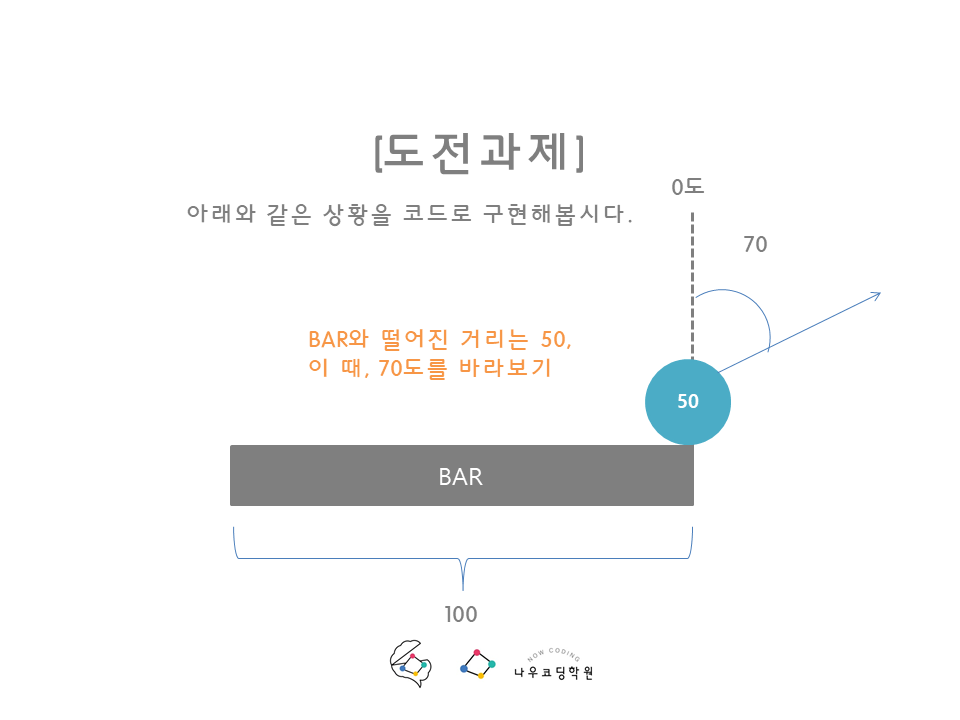 [도전과제]
0도
아래와 같은 상황을 코드로 구현해봅시다.
70
BAR와 떨어진 거리는 50,
이 때, 70도를 바라보기
50
BAR
100
NOW CODING
나우코딩학원